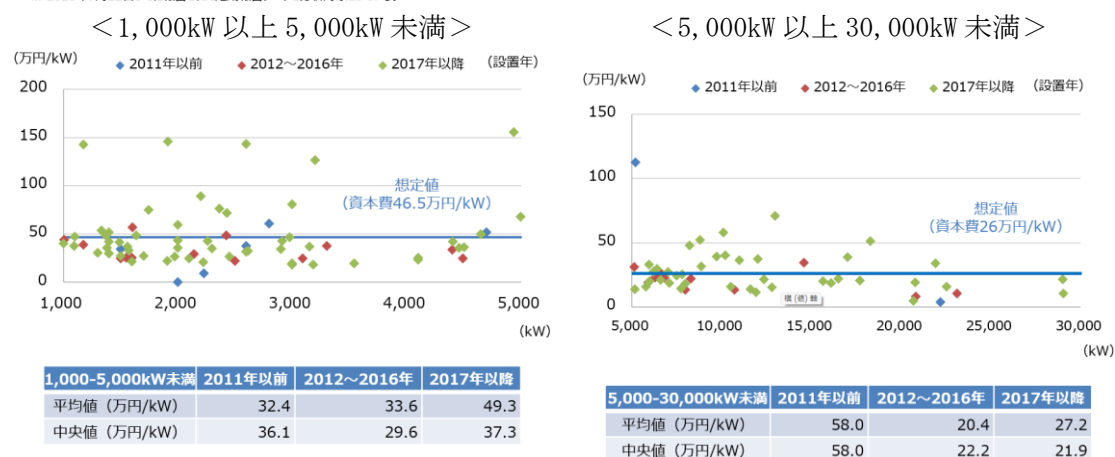 ＜1,000kW 以上 5,000kW 未満＞
(万円/kW)
2011年以前 2012～2016年 2017年以降 (設置年)
200
150
100
50
0
想定値
(資本費46.5万円/kW)
1,000 2,000 3,000 4,000 5,000
(kW)
1,000-5,000kW未満 2011年以前 2012～2016年 2017年以降
平均値（万円/kW） 32.4 33.6 49.3
中央値（万円/kW） 36.1 29.6 37.3
＜5,000kW 以上 30,000kW 未満＞
(万円/kW)
2011年以前 2012～2016年 2017年以降 (設置年)
150
100
50
0
想定値
(資本費26万円/kW)
5,000 10,000 15,000 20,000 25,000 30,000
(kW)
5,000-30,000kW未満 2011年以前 2012～2016年 2017年以降
平均値（万円/kW） 58.0 20.4 27.2
中央値（万円/kW） 58.0 22.2 21.9